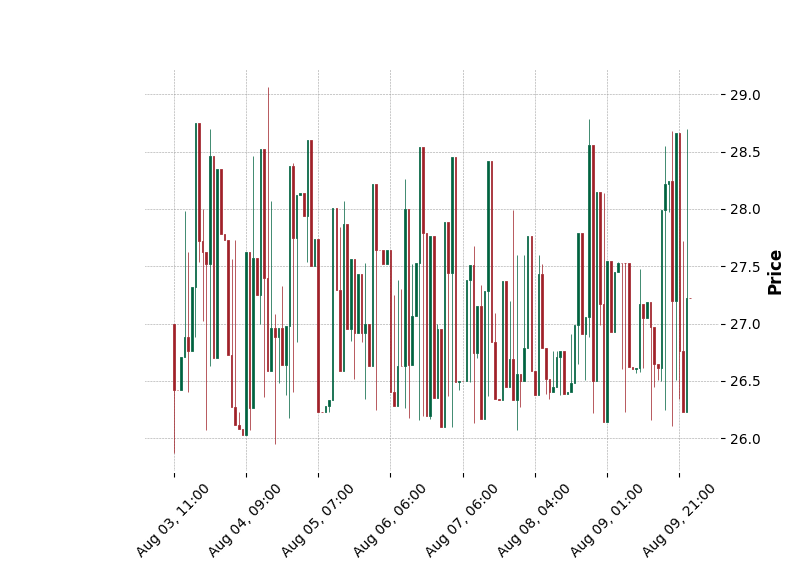 29.0
28.5
28.0
27.5
27.0
26.5
26.0
Price
Aug 03, 11:00
Aug 04, 09:00
Aug 05, 07:00
Aug 06, 06:00
Aug 07, 06:00
Aug 08, 04:00
Aug 09, 01:00
Aug 09, 21:00